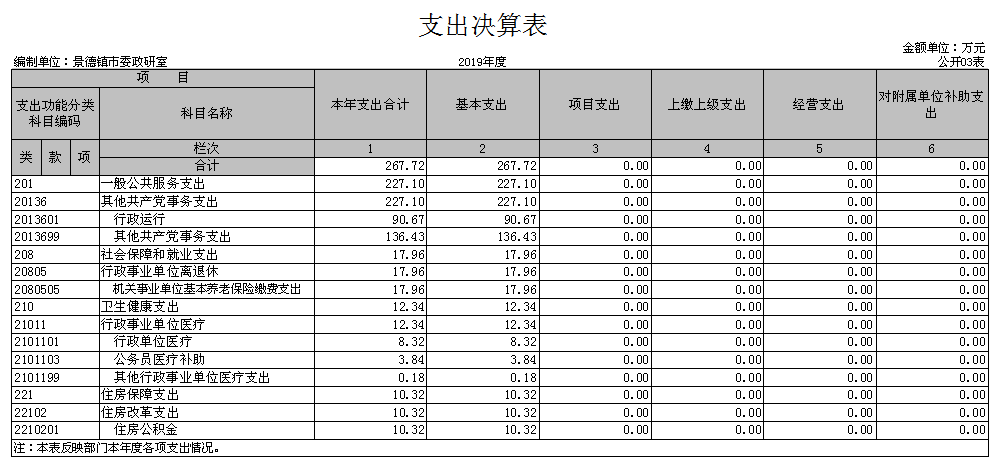 支出决算表
金额单位：万元
编制单位：景德镇市委政研室 2019年度 公开03表
项 目 本年支出合计 基本支出 项目支出 上缴上级支出 经营支出 对附属单位补助支出
支出功能分类科目编码 科目名称
类 款 项 栏次 1 2 3 4 5 6
合计 267.72 267.72 0.00 0.00 0.00 0.00
201 一般公共服务支出 227.10 227.10 0.00 0.00 0.00 0.00
20136 其他共产党事务支出 227.10 227.10 0.00 0.00 0.00 0.00
2013601 行政运行 90.67 90.67 0.00 0.00 0.00 0.00
2013699 其他共产党事务支出 136.43 136.43 0.00 0.00 0.00 0.00
208 社会保障和就业支出 17.96 17.96 0.00 0.00 0.00 0.00
20805 行政事业单位离退休 17.96 17.96 0.00 0.00 0.00 0.00
2080505 机关事业单位基本养老保险缴费支出 17.96 17.96 0.00 0.00 0.00 0.00
210 卫生健康支出 12.34 12.34 0.00 0.00 0.00 0.00
21011 行政事业单位医疗 12.34 12.34 0.00 0.00 0.00 0.00
2101101 行政单位医疗 8.32 8.32 0.00 0.00 0.00 0.00
2101103 公务员医疗补助 3.84 3.84 0.00 0.00 0.00 0.00
2101199 其他行政事业单位医疗支出 0.18 0.18 0.00 0.00 0.00 0.00
221 住房保障支出 10.32 10.32 0.00 0.00 0.00 0.00
22102 住房改革支出 10.32 10.32 0.00 0.00 0.00 0.00
2210201 住房公积金 10.32 10.32 0.00 0.00 0.00 0.00
注：本表反映部门本年度各项支出情况。